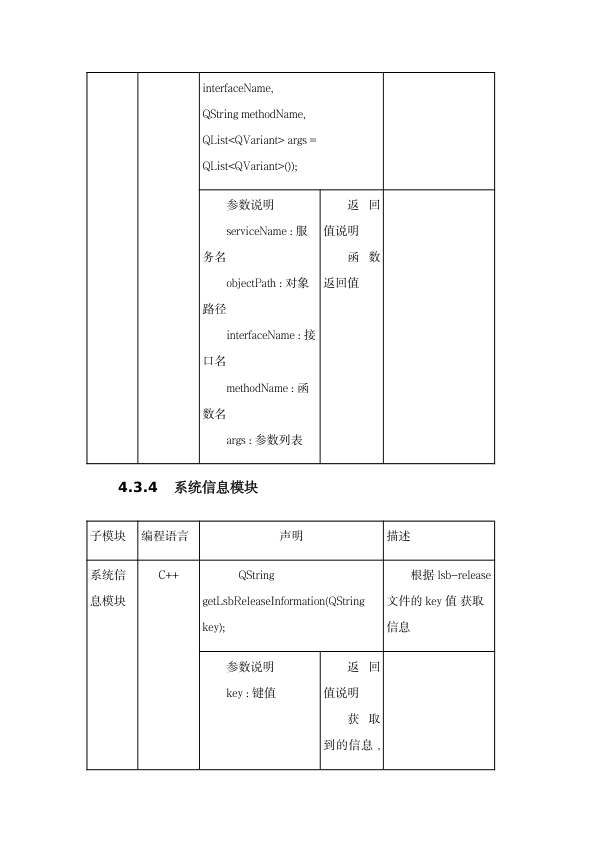 interfaceName,
QString methodName,
QList<QVariant> args =
QList<QVariant>());
参数说明
serviceName : 服
务名
objectPath : 对象
路径
interfaceName : 接
口名
methodName : 函
数名
args : 参数列表
返 回
值说明
函 数
返回值
4.3.4 系统信息模块
子模块 编程语言 声明 描述
系统信
息模块
C++
QString
getLsbReleaseInformation(QString
key);
根据 lsb-release
文件的 key 值 获取
信息
参数说明
key : 键值
返 回
值说明
获 取
到的信息 ,